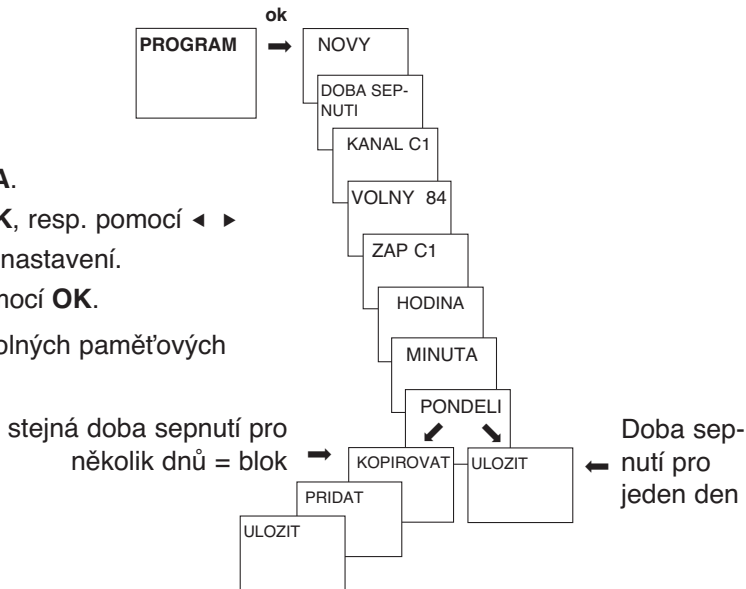 ok
PROGRAM
NOVY
DOBA SEP-
NUTI
KANAL C1
A.
VOLNY 84
K, resp. pomocí ◄ ►
nastavení.
ZAP C1
nocí OK.
HODINA
olných paměťových
MINUTA
PONDELI
stejná doba sepnutí pro
několik dnů = blok
KOPIROVAT
ULOZIT
Doba sep-
nutí pro
jeden den
PRIDAT
ULOZIT